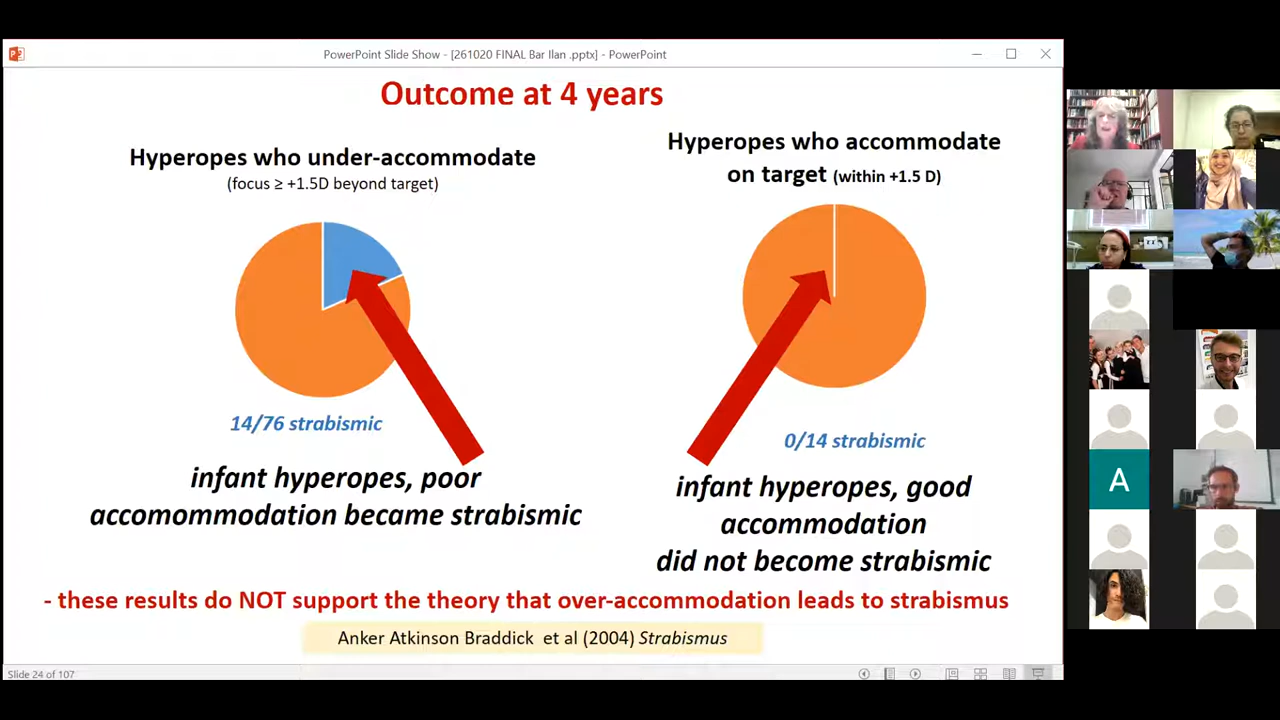 PowerPoint Slide Show - [261020 FINAL Bar Ilan .pptx] - PowerPoint
Outcome at 4 years
Hyperopes who under-accommodate
(focus ≥ +1.5D beyond target)
14/76 strabismic
infant hyperopes, poor
accomommodation became strabismic
Hyperopes who accommodate
on target (within +1.5 D)
0/14 strabismic
infant hyperopes, good
accommodation
did not become strabismic
- these results do NOT support the theory that over-accommodation leads to strabismus
Anker Atkinson Braddick et al (2004) Strabismus
Slide 24 of 107
A